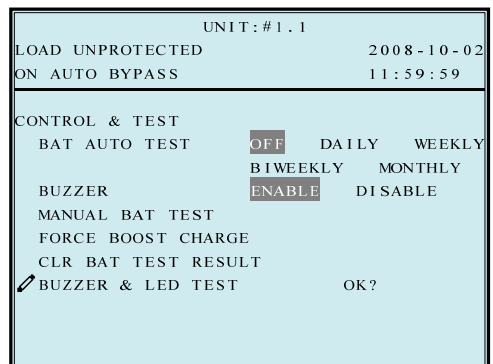 UNIT:#1.1
LOAD UNPROTECTED 2008-10-02
ON AUTO BYPASS 11:59:59
CONTROL & TEST
BAT AUTO TEST OFF DAILY WEEKLY
BIWEEKLY MONTHLY
BUZZER ENABLE DISABLE
MANUAL BAT TEST
FORCE BOOST CHARGE
CLR BAT TEST RESULT
BUZZER & LED TEST OK?